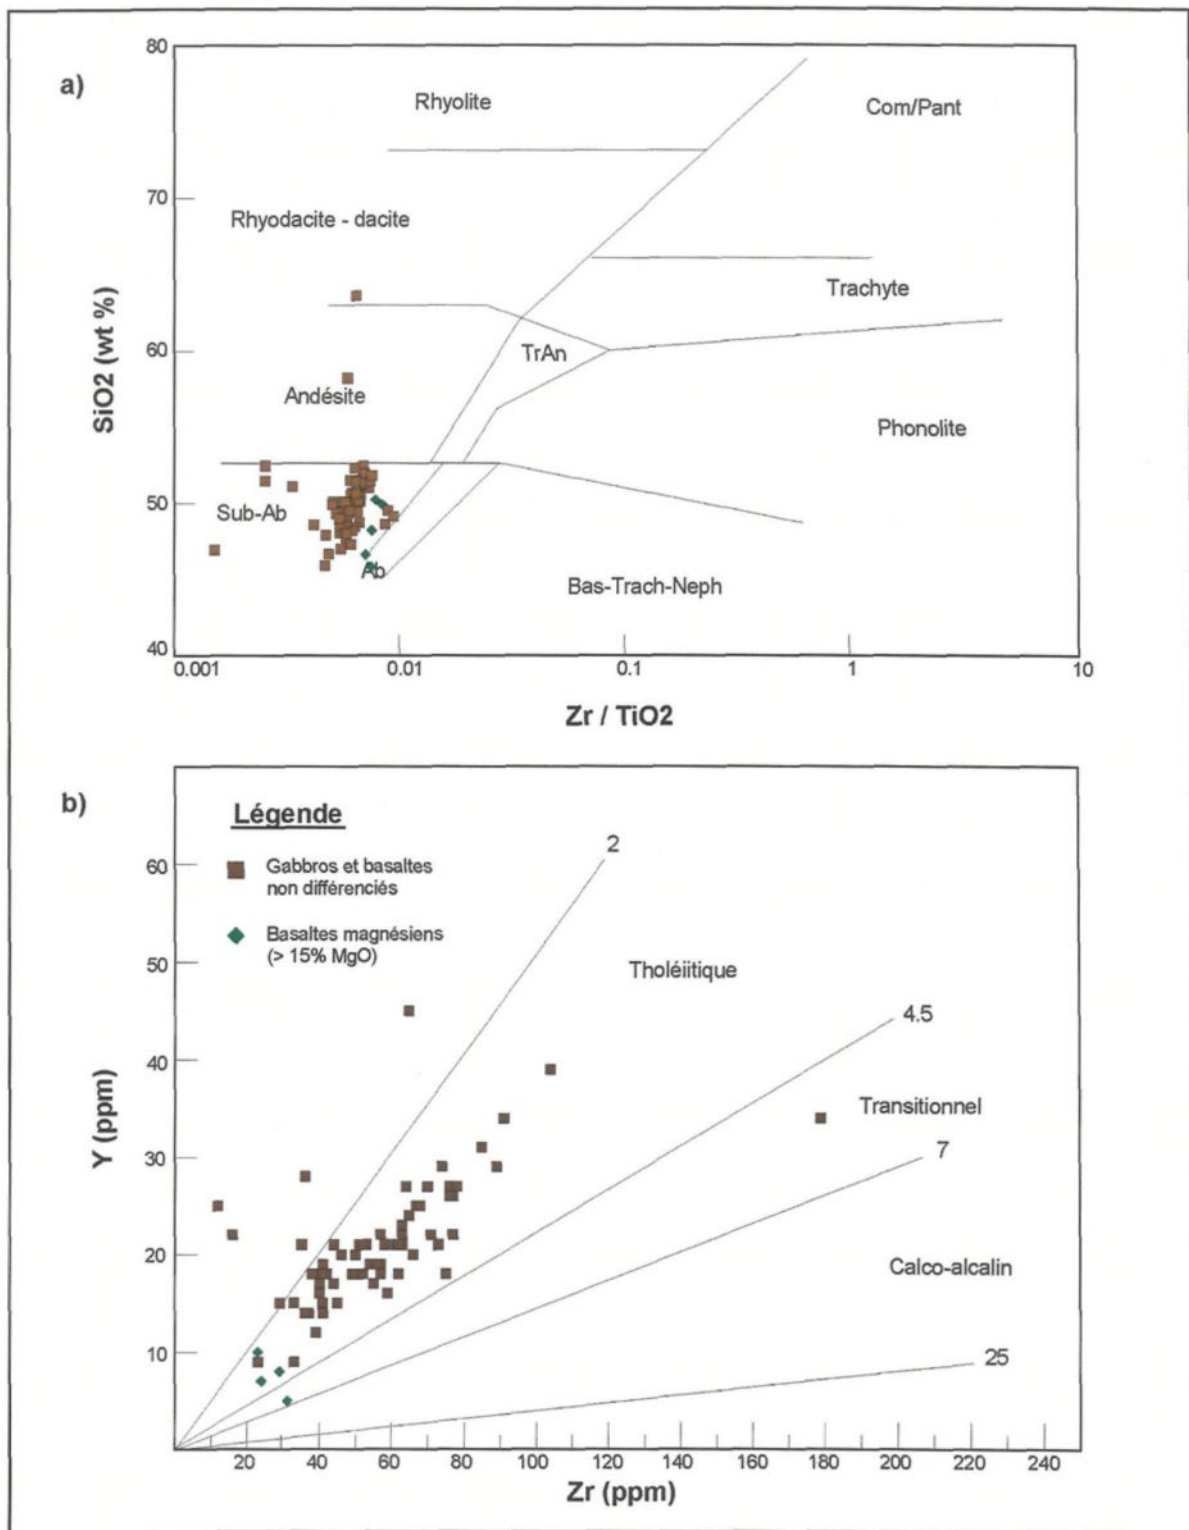 a)
80
70
60
50
40
SiO2 (wt %)
Rhyolite
Com/Pant
Rhyodacite - dacite
Trachyte
TrAn
Andésite
Phonolite
Sub-Ab
Ab
Bas-Trach-Neph
0.001
0.01
0.1
1
10
Zr / TiO2
b)
Légende
Gabbros et basaltes
non différenciés
Basaltes magnésiens
(> 15% MgO)
60
50
40
30
20
10
Y (ppm)
2
Tholéiitique
4.5
Transitionnel
7
Calco-alcalin
25
20 40 60 80 100 120 140 160 180 200 220 240
Zr (ppm)